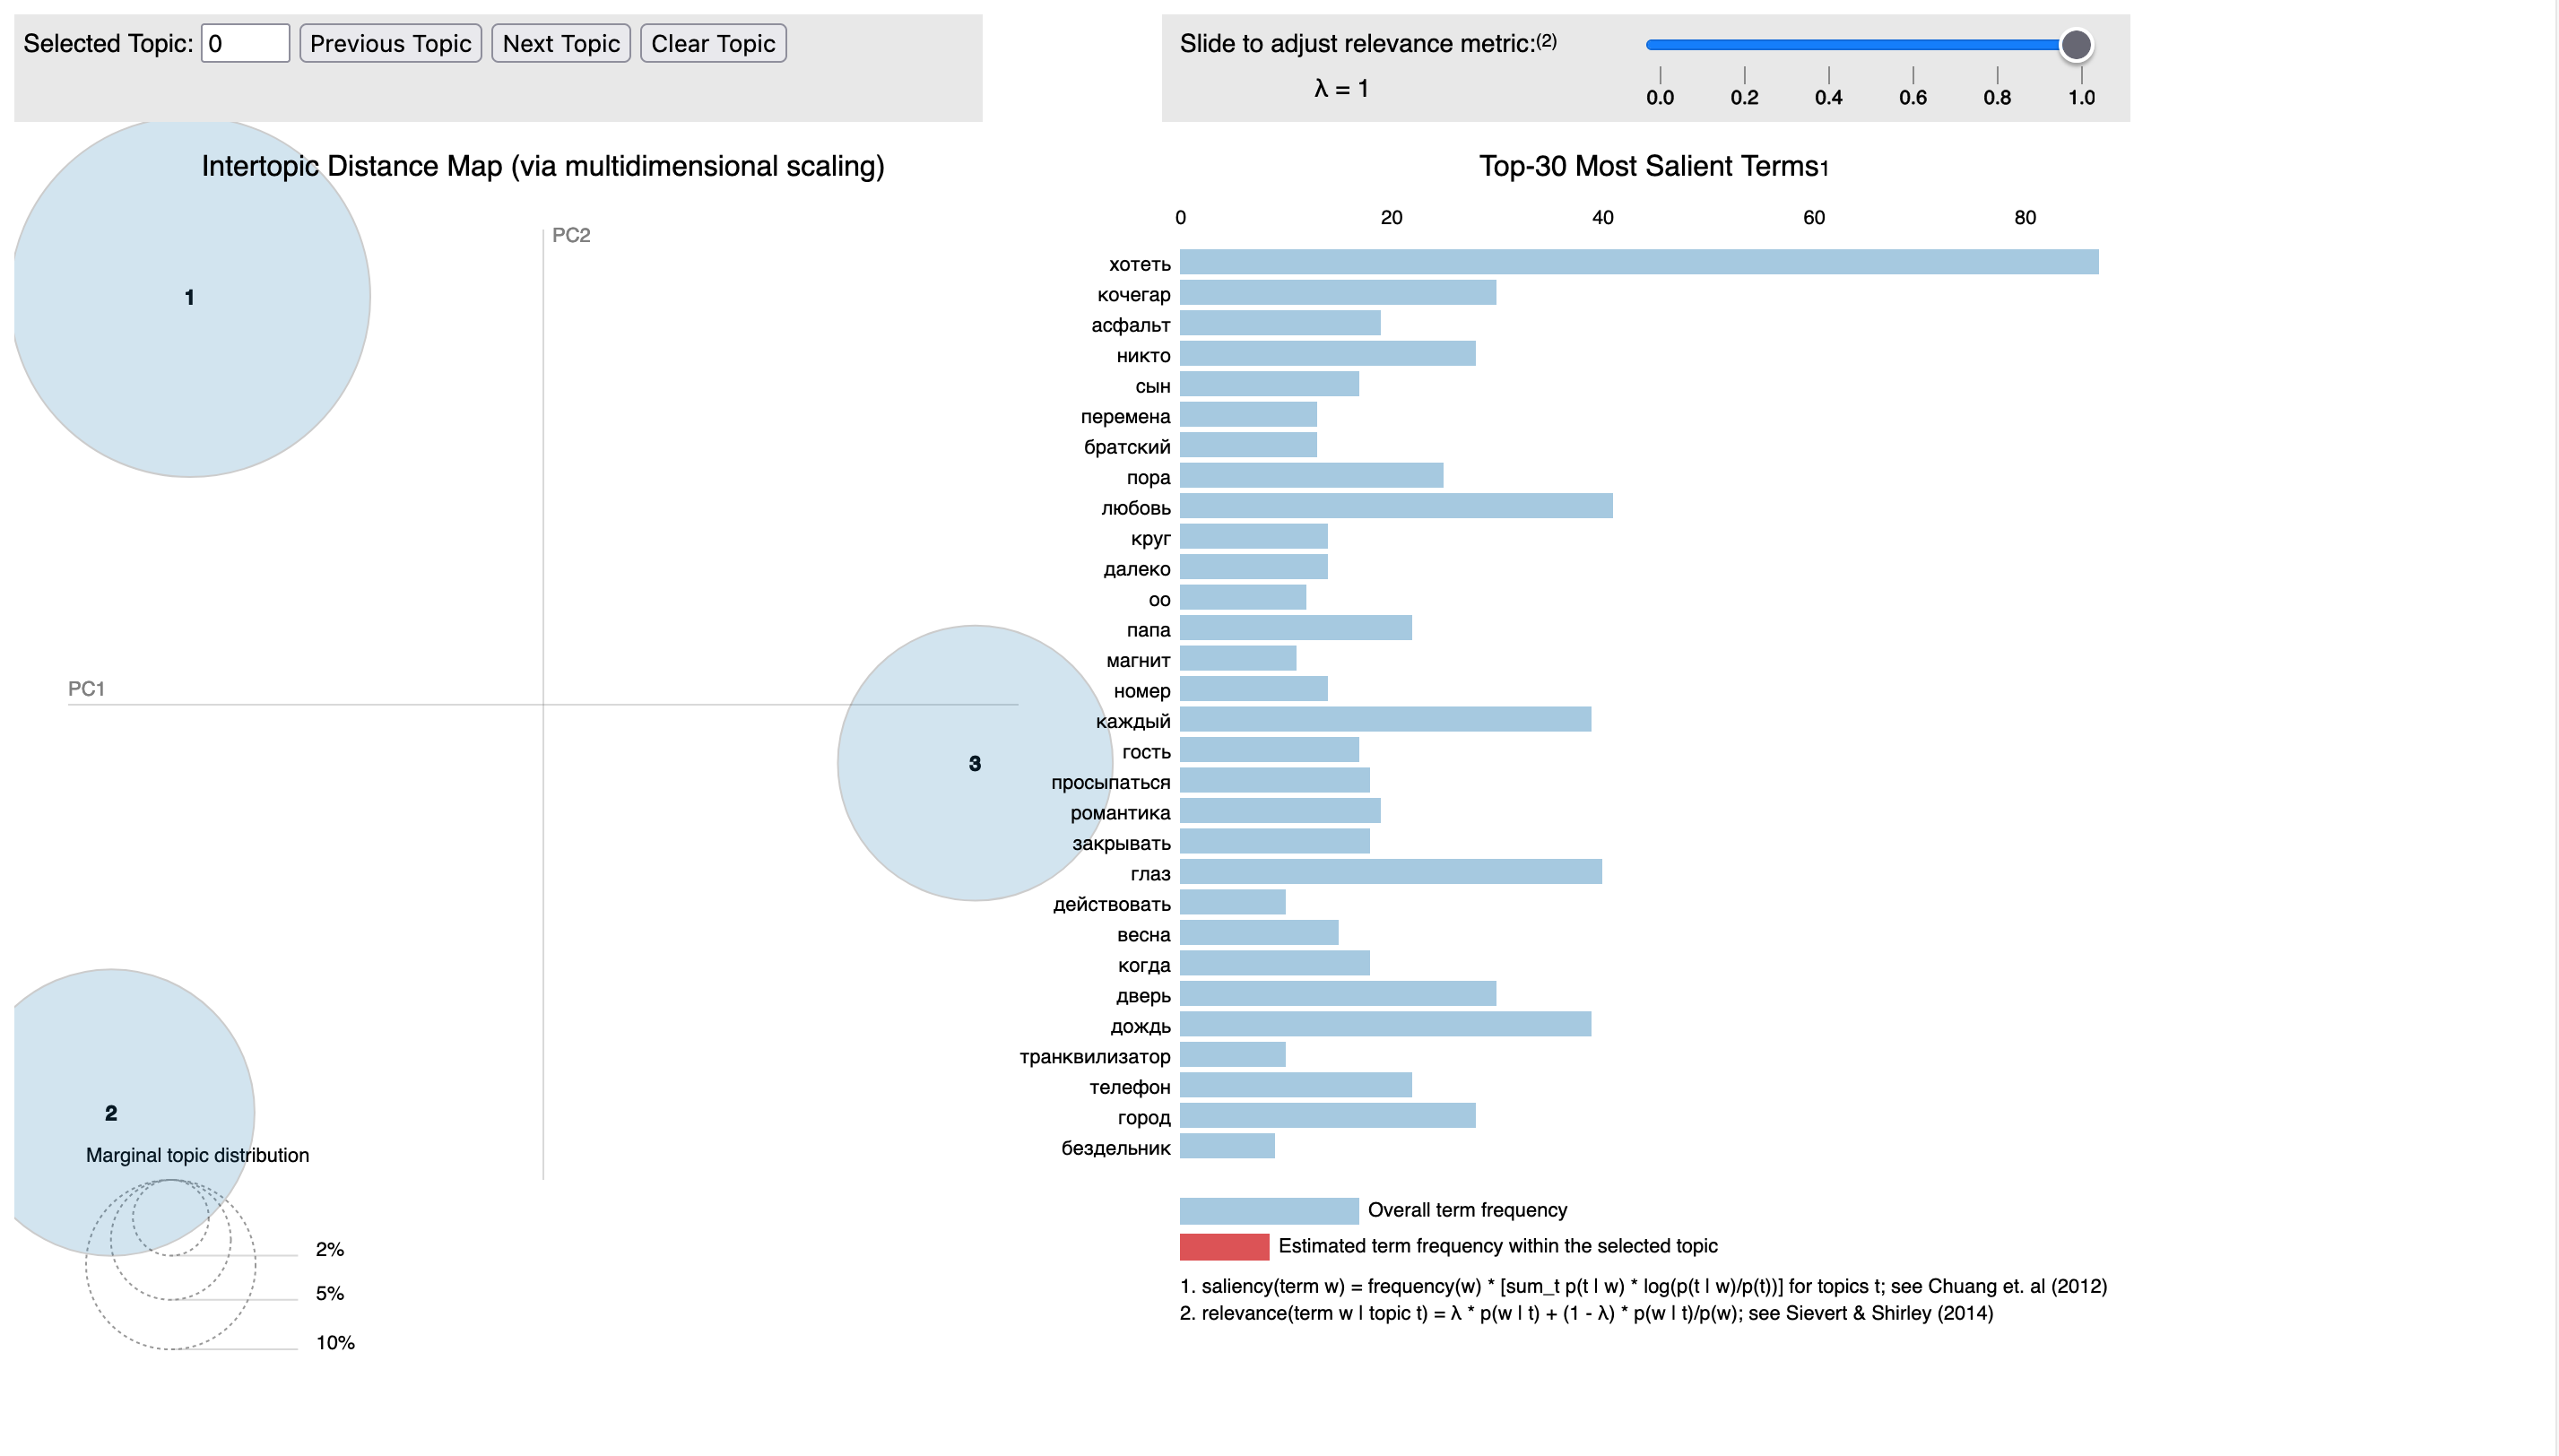 Selected Topic: 0 Previous Topic Next Topic Clear Topic
Slide to adjust relevance metric:(2)
λ = 1
0.0 0.2 0.4 0.6 0.8 1.0
Intertopic Distance Map (via multidimensional scaling)
PC2
PC1
1
3
2
Marginal topic distribution
2%
5%
10%
Top-30 Most Salient Terms1
0 20 40 60 80
хотеть
кочегар
асфальт
никто
сын
перемена
братский
пора
любовь
круг
далеко
оо
папа
магнит
номер
каждый
гость
просыпаться
романтика
закрывать
глаз
действовать
весна
когда
дверь
дождь
транквилизатор
телефон
город
бездельник
Overall term frequency
Estimated term frequency within the selected topic
1. saliency(term w) = frequency(w) * [sum_t p(t | w) * log(p(t | w)/p(t))] for topics t; see Chuang et. al (2012)
2. relevance(term w | topic t) = λ * p(w | t) + (1 - λ) * p(w | t)/p(w); see Sievert & Shirley (2014)